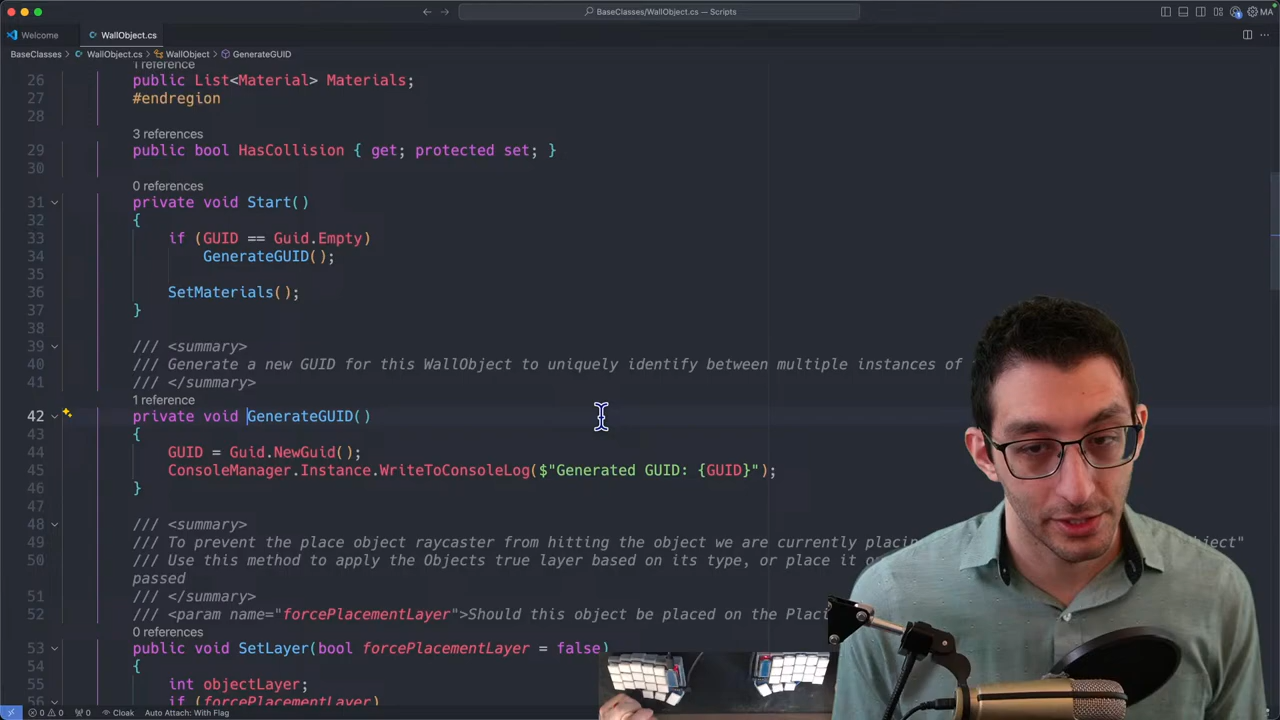 BaseClasses/WallObject.cs — Scripts
MA
Welcome
WallObject.cs
BaseClasses > WallObject.cs > WallObject > GenerateGUID
1 reference
26 public List<Material> Materials;
27 #endregion
28
3 references
29 public bool HasCollision { get; protected set; }
30
0 references
31 private void Start()
32 {
33 if (GUID == Guid.Empty)
34 GenerateGUID();
35
36 SetMaterials();
37 }
38
39 /// <summary>
40 /// Generate a new GUID for this WallObject to uniquely identify between multiple instances of
41 /// </summary>
1 reference
42 private void GenerateGUID()
43 {
44 GUID = Guid.NewGuid();
45 ConsoleManager.Instance.WriteToConsoleLog($"Generated GUID: {GUID}");
46 }
47
48 /// <summary>
49 /// To prevent the place object raycaster from hitting the object we are currently object"
50 /// Use this method to apply the Objects true layer based on its type, or place it
passed
51 /// </summary>
52 /// <param name="forcePlacementLayer">Should this object be placed on the
0 references
53 public void SetLayer(bool forcePlacementLayer = false)
54 {
55 int objectLayer;
56 if (forcePlacementLayer)
0 0 0 Cloak Auto Attach: With Flag